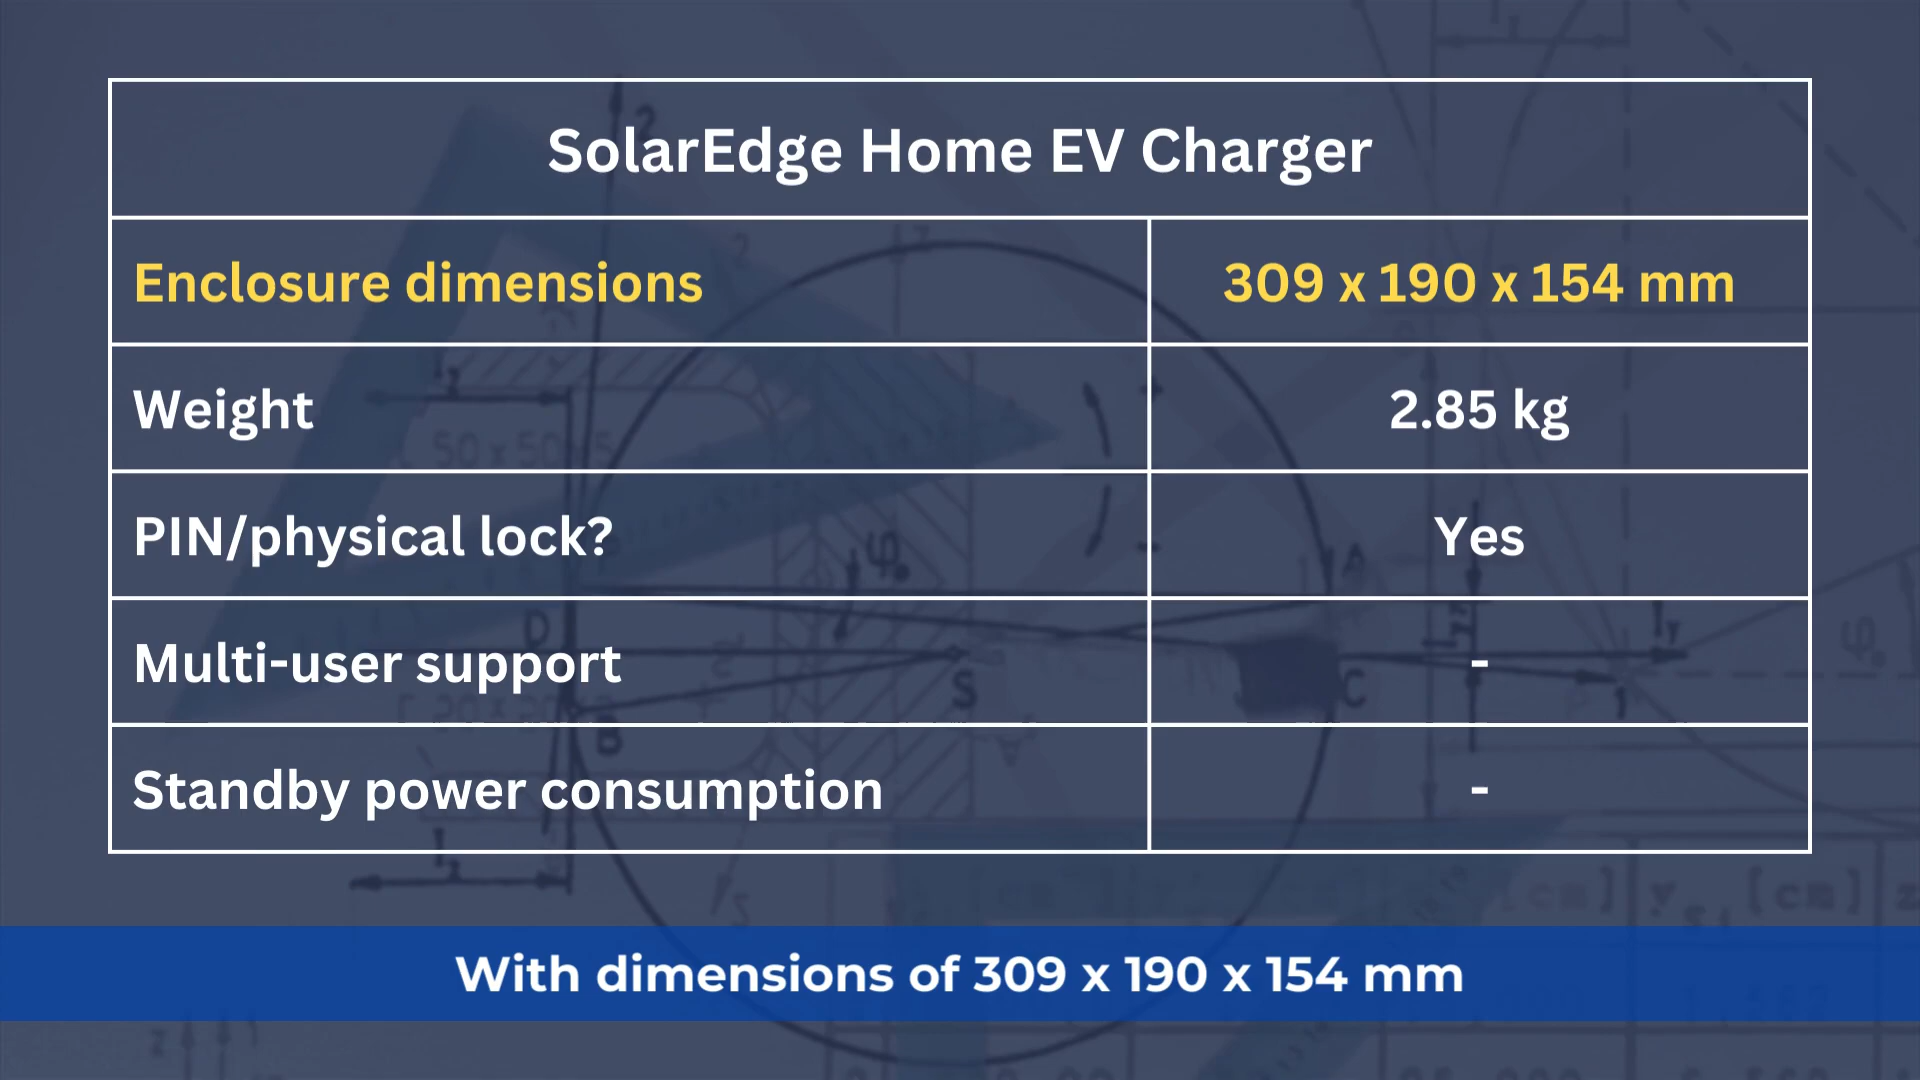 SolarEdge Home EV Charger
Enclosure dimensions 309 x 190 x 154 mm
Weight 2.85 kg
PIN/physical lock? Yes
Multi-user support -
Standby power consumption -
With dimensions of 309 x 190 x 154 mm